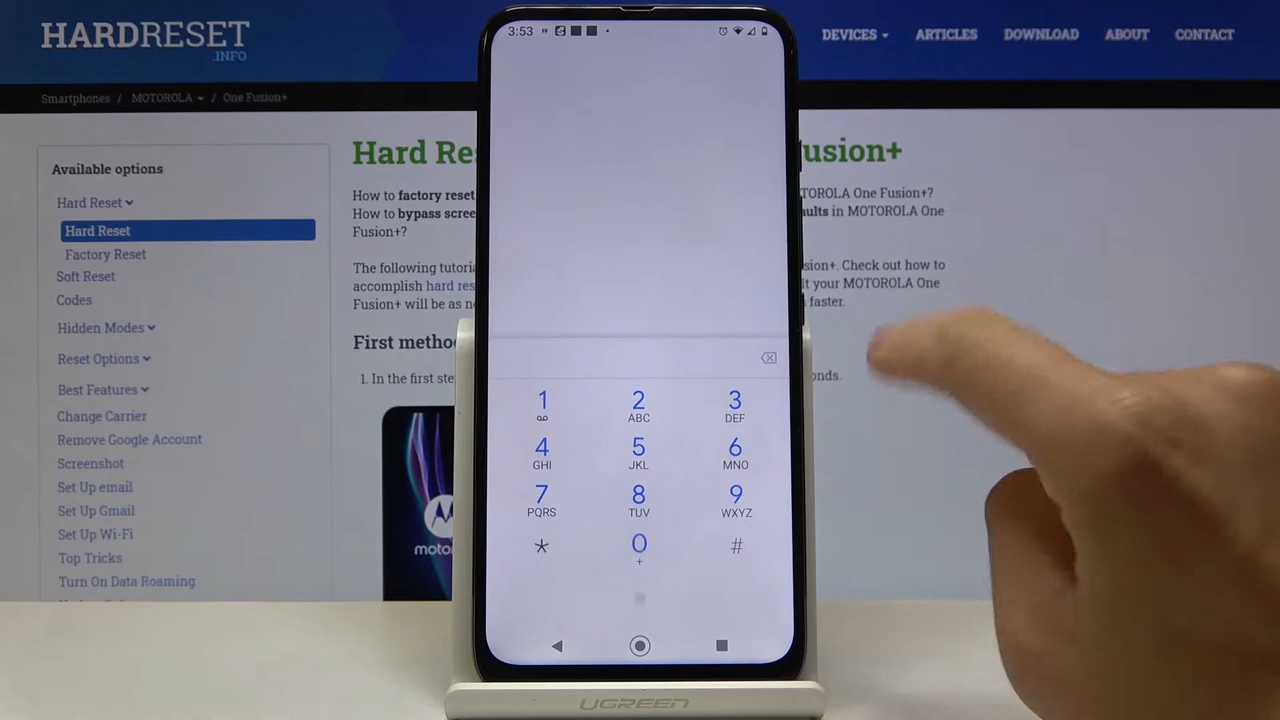 HARDRESET
.INFO
DEVICES
ARTICLES
DOWNLOAD
ABOUT
CONTACT
Smartphones / MOTOROLA / One Fusion+
Available options
Hard Reset
Hard Reset
Factory Reset
Soft Reset
Codes
Hidden Modes
Reset Options
Best Features
Change Carrier
Remove Google Account
Screenshot
Set Up email
Set Up Gmail
Set Up Wi-Fi
Top Tricks
Turn On Data Roaming
Hard Re
usion+
How to factory reset
TOROLA One Fusion+?
How to bypass scree
aults in MOTOROLA One
Fusion+?
The following tutoria
sion+. Check out how to
accomplish hard res
lt your MOTOROLA One
Fusion+ will be as ne
faster.
First metho
1. In the first ste
onds.
moto
3:53
1
2 ABC
3 DEF
4 GHI
5 JKL
6 MNO
7 PQRS
8 TUV
9 WXYZ
*
0 +
#
UGREEN